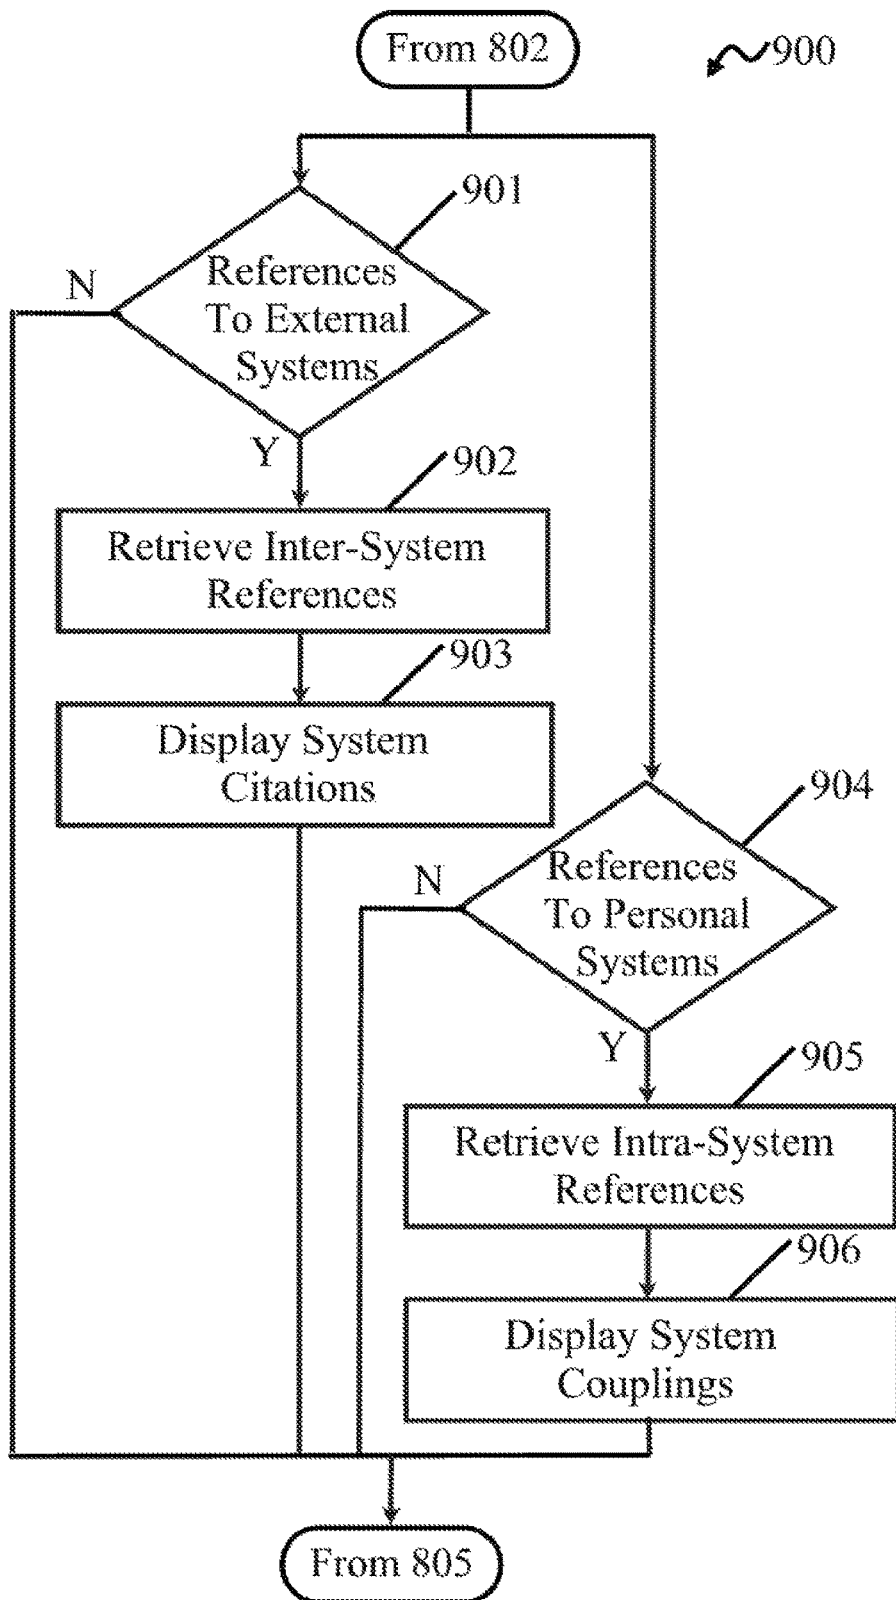 From 802
900
901
References
To External
Systems
N
Y
902
Retrieve Inter-System
References
903
Display System
Citations
904
References
To Personal
Systems
N
Y
905
Retrieve Intra-System
References
906
Display System
Couplings
From 805